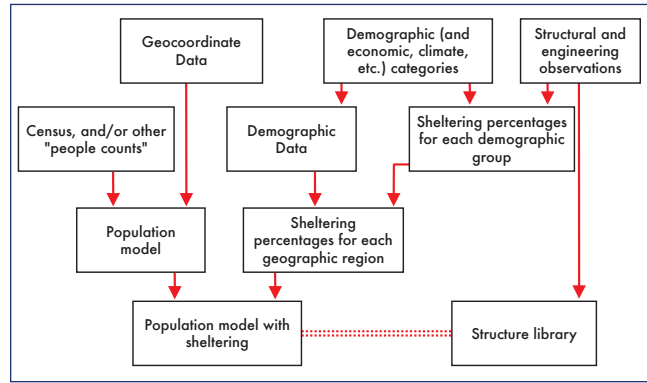 Geocoordinate
Data
Demographic (and
economic, climate,
etc.) categories
Structural and
engineering
observations
Census, and/or other
"people counts"
Demographic
Data
Sheltering percentages
for each demographic
group
Population
model
Sheltering
percentages for each
geographic region
Population model with
sheltering
Structure library